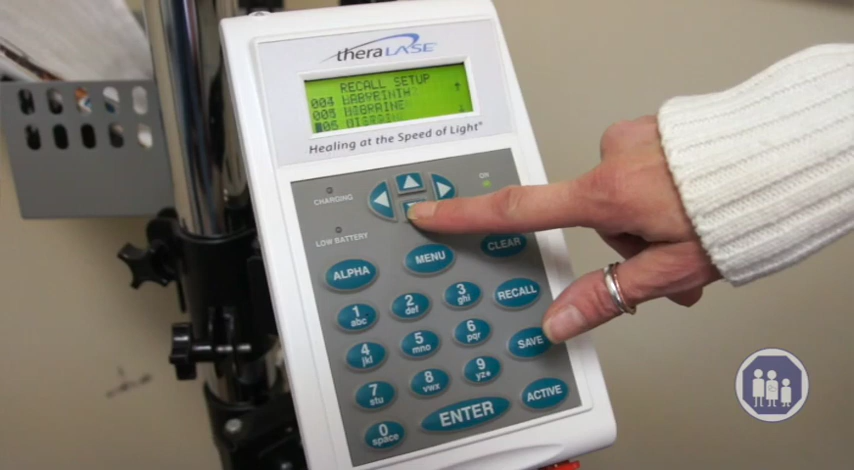 theraLASE
RECALL SETUP ↑
004 LABYRINTH
005 MIGRAINE
Healing at the Speed of Light®
CHARGING
ON
LOW BATTERY
CLEAR
MENU
ALPHA
RECALL
3
ghi
2
def
1
abc
SAVE
6
pqr
5
mno
4
jkl
9
yz*
8
vwx
7
stu
ACTIVE
ENTER
0
space